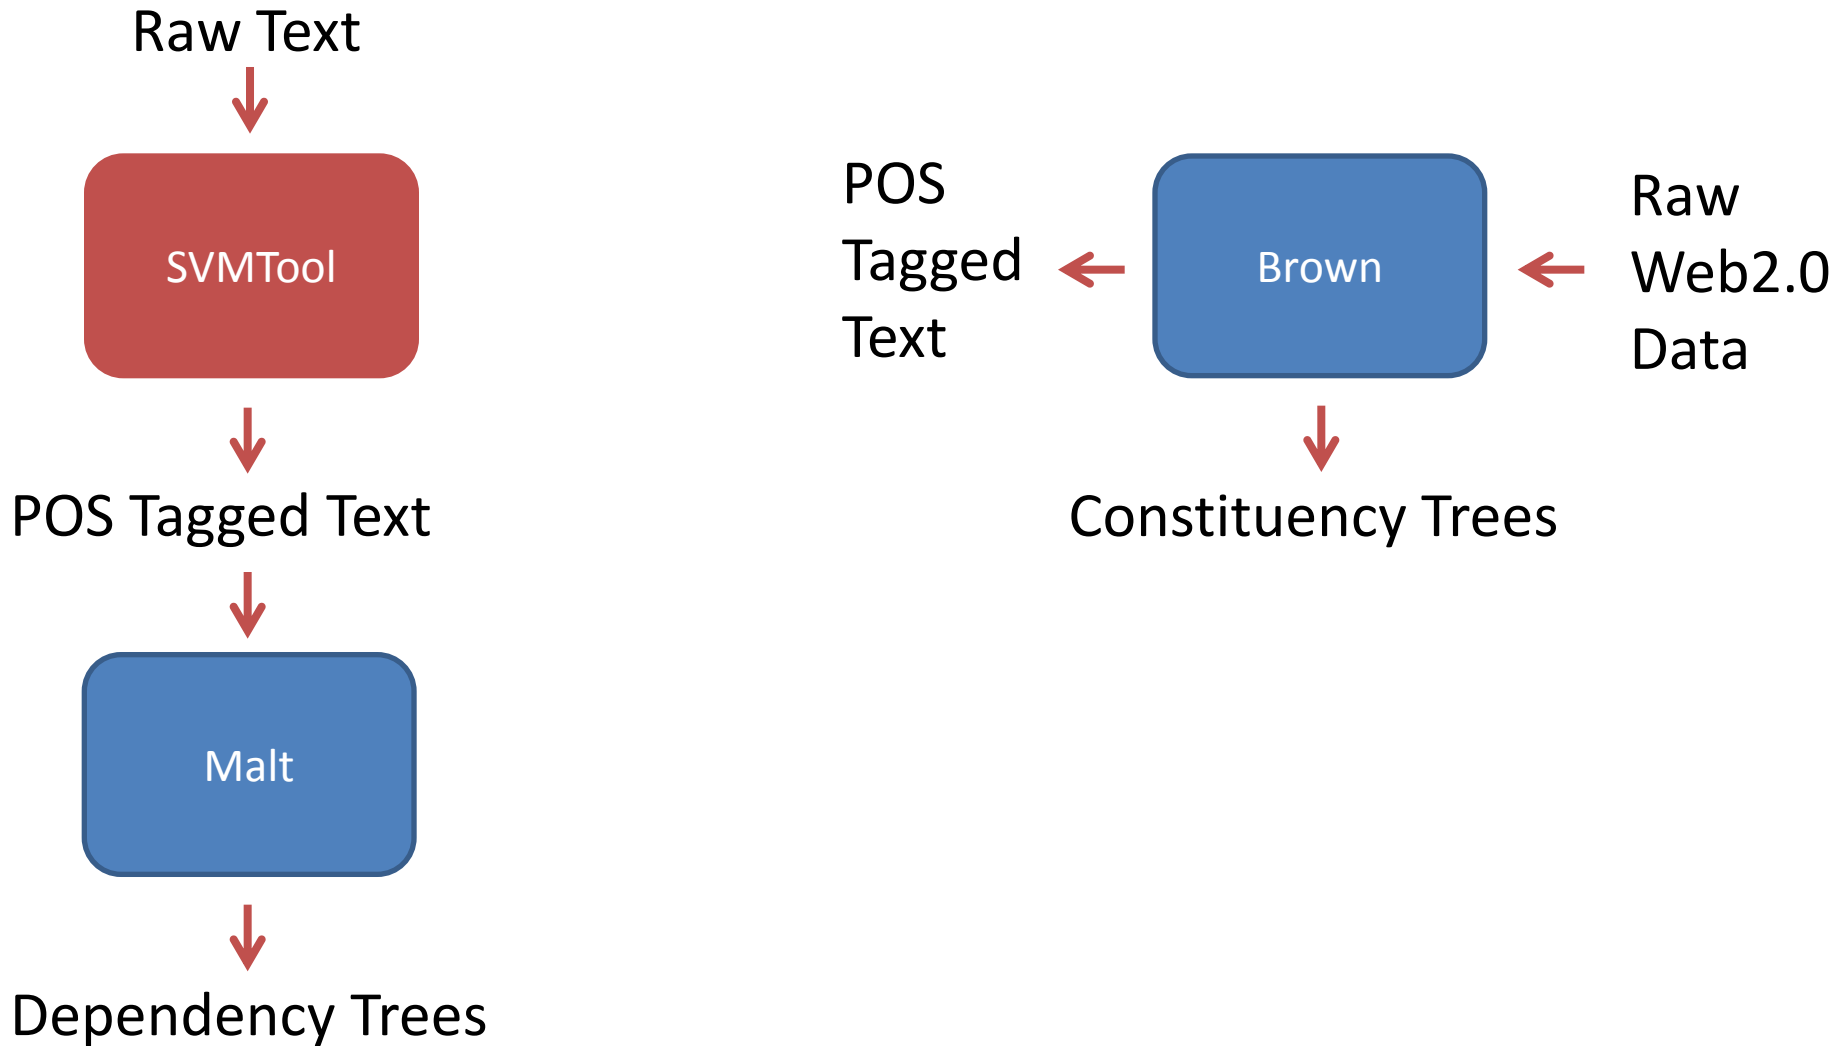 Raw Text
SVMTool
POS Tagged Text
Malt
Dependency Trees
POS
Tagged
Text
Brown
Raw
Web2.0
Data
Constituency Trees